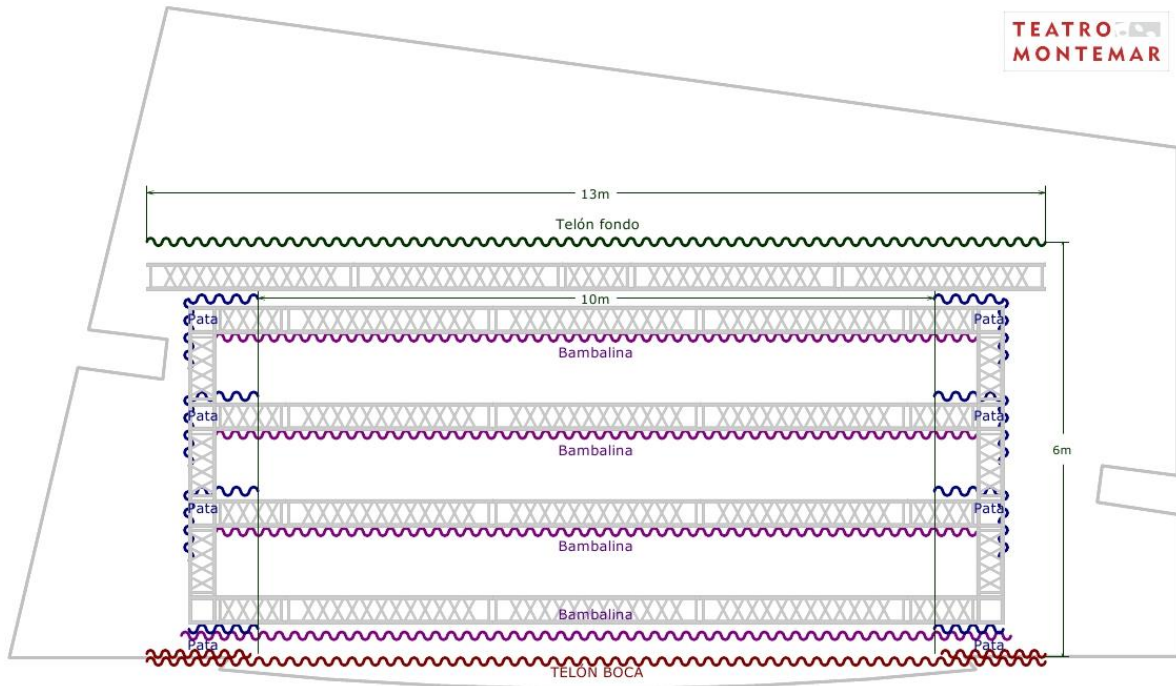 TEATRO
MONTEMAR
13m
Telón fondo
10m
Pata
Pata
Bambalina
Pata
Pata
Bambalina
6m
Pata
Pata
Bambalina
Bambalina
Pata
Pata
TELÓN BOCA